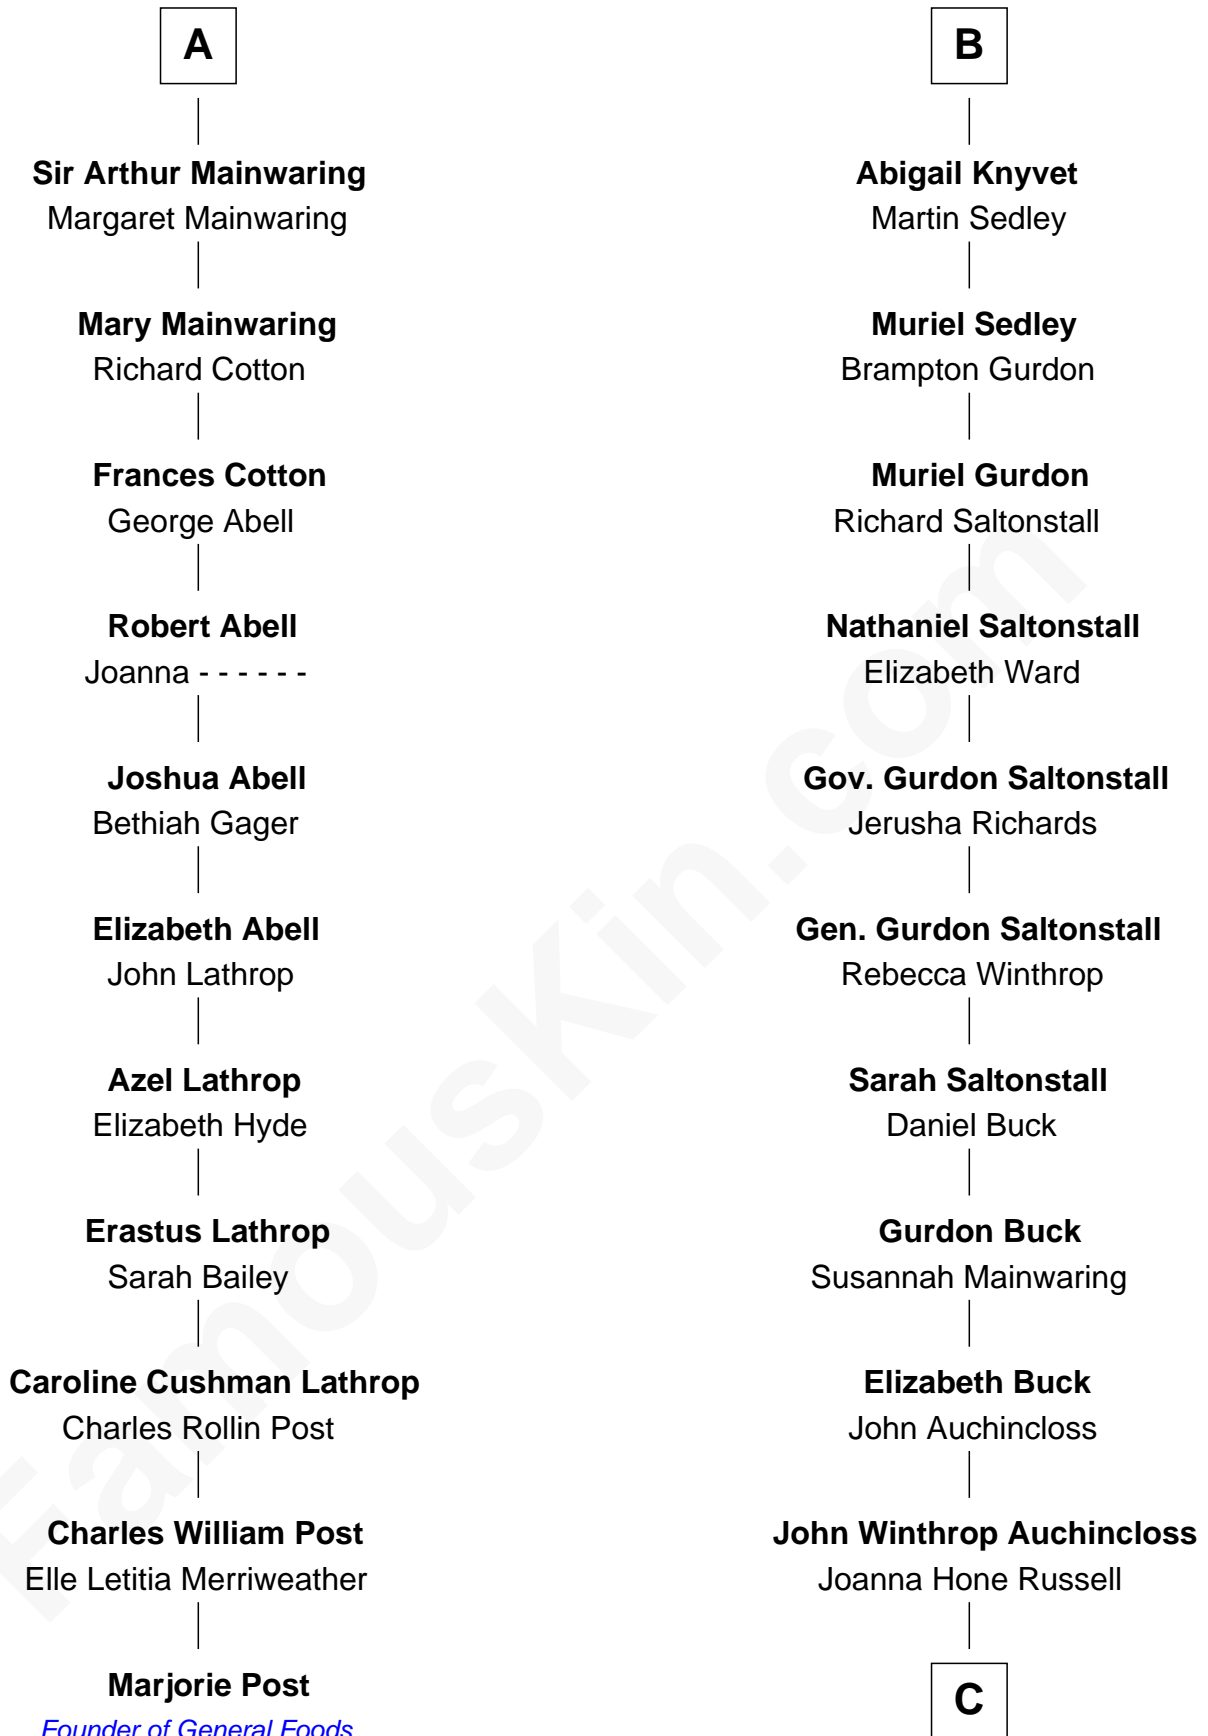 A
Sir Arthur Mainwaring
Margaret Mainwaring
Mary Mainwaring
Richard Cotton
Frances Cotton
George Abell
Robert Abell
Joanna - - - - - -
Joshua Abell
Bethiah Gager
Elizabeth Abell
John Lathrop
Azel Lathrop
Elizabeth Hyde
Erastus Lathrop
Sarah Bailey
Caroline Cushman Lathrop
Charles Rollin Post
Charles William Post
Elle Letitia Merriweather
Marjorie Post
Founder of General Foods
B
Abigail Knyvet
Martin Sedley
Muriel Sedley
Brampton Gurdon
Muriel Gurdon
Richard Saltonstall
Nathaniel Saltonstall
Elizabeth Ward
Gov. Gurdon Saltonstall
Jerusha Richards
Gen. Gurdon Saltonstall
Rebecca Winthrop
Sarah Saltonstall
Daniel Buck
Gurdon Buck
Susannah Mainwaring
Elizabeth Buck
John Auchincloss
John Winthrop Auchincloss
Joanna Hone Russell
C
FamousKin.com